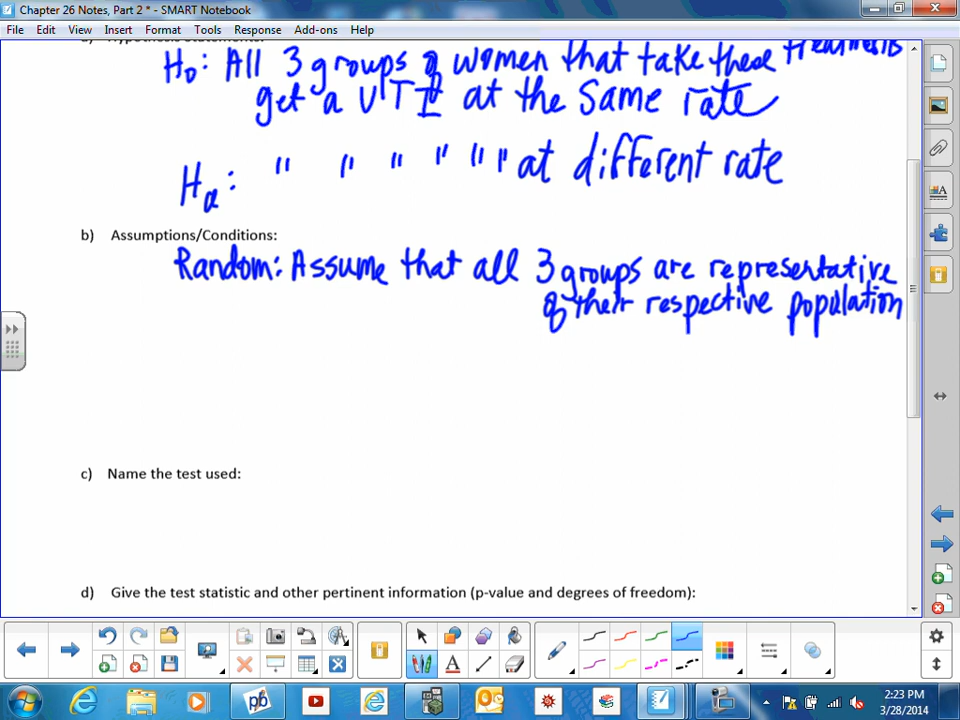 Chapter 26 Notes, Part 2 * - SMART Notebook
File Edit View Insert Format Tools Response Add-ons Help
a) Hypothesis statements:
Ho: All 3 groups of women that take these treatments
get a UTI at the same rate
Ha: " " " " " " at different rate
b) Assumptions/Conditions:
Random: Assume that all 3 groups are representative
of their respective population
c) Name the test used:
d) Give the test statistic and other pertinent information (p-value and degrees of freedom):
2:23 PM
3/28/2014